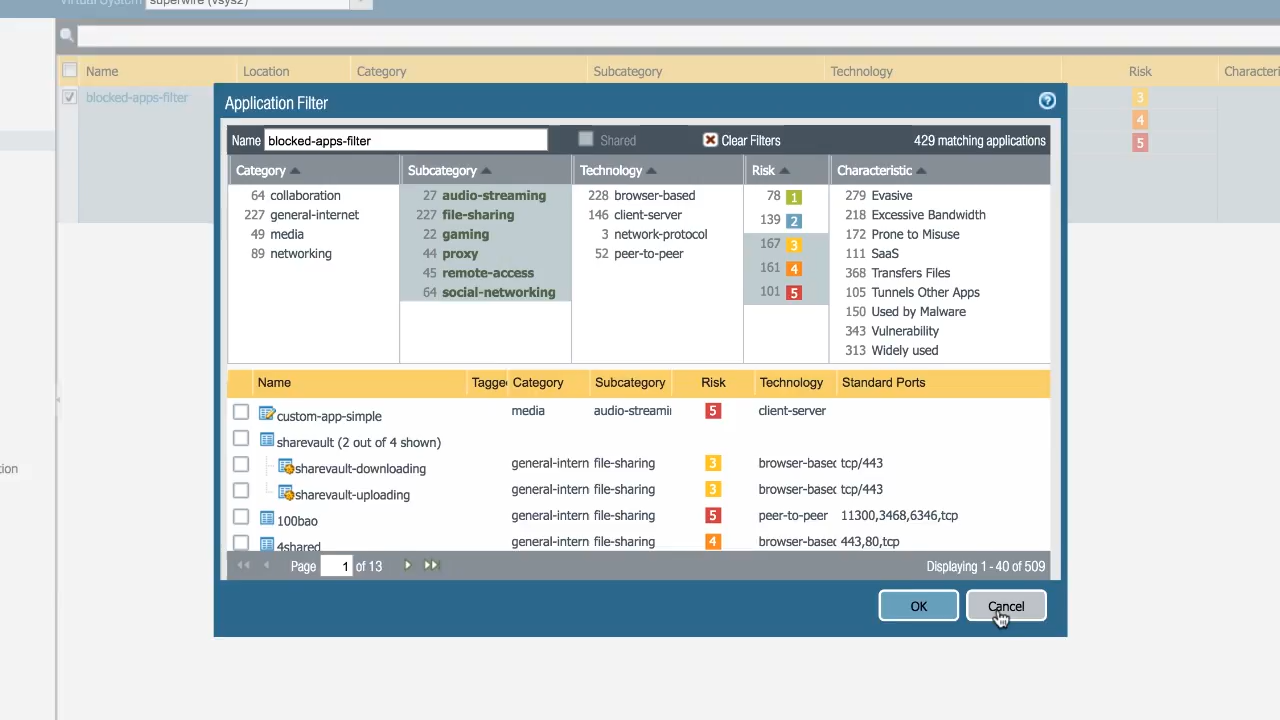 Virtual System superwire (vsys2)
Name Location Category Subcategory Technology Risk Characteri
blocked-apps-filter 3
4
5
Application Filter
Name blocked-apps-filter Shared Clear Filters 429 matching applications
Category Subcategory Technology Risk Characteristic
64 collaboration 27 audio-streaming 228 browser-based 78 1 279 Evasive
227 general-internet 227 file-sharing 146 client-server 139 2 218 Excessive Bandwidth
49 media 22 gaming 3 network-protocol 167 3 172 Prone to Misuse
89 networking 44 proxy 52 peer-to-peer 161 4 111 SaaS
45 remote-access 368 Transfers Files
64 social-networking 101 5 105 Tunnels Other Apps
150 Used by Malware
343 Vulnerability
313 Widely used
Name Tagged Category Subcategory Risk Technology Standard Ports
custom-app-simple media audio-streamin 5 client-server
sharevault (2 out of 4 shown)
sharevault-downloading general-intern file-sharing 3 browser-basec tcp/443
tion
sharevault-uploading general-intern file-sharing 3 browser-basec tcp/443
100bao general-intern file-sharing 5 peer-to-peer 11300,3468,6346,tcp
4shared general-intern file-sharing 4 browser-basec 443,80,tcp
Page 1 of 13 Displaying 1 - 40 of 509
OK Cancel